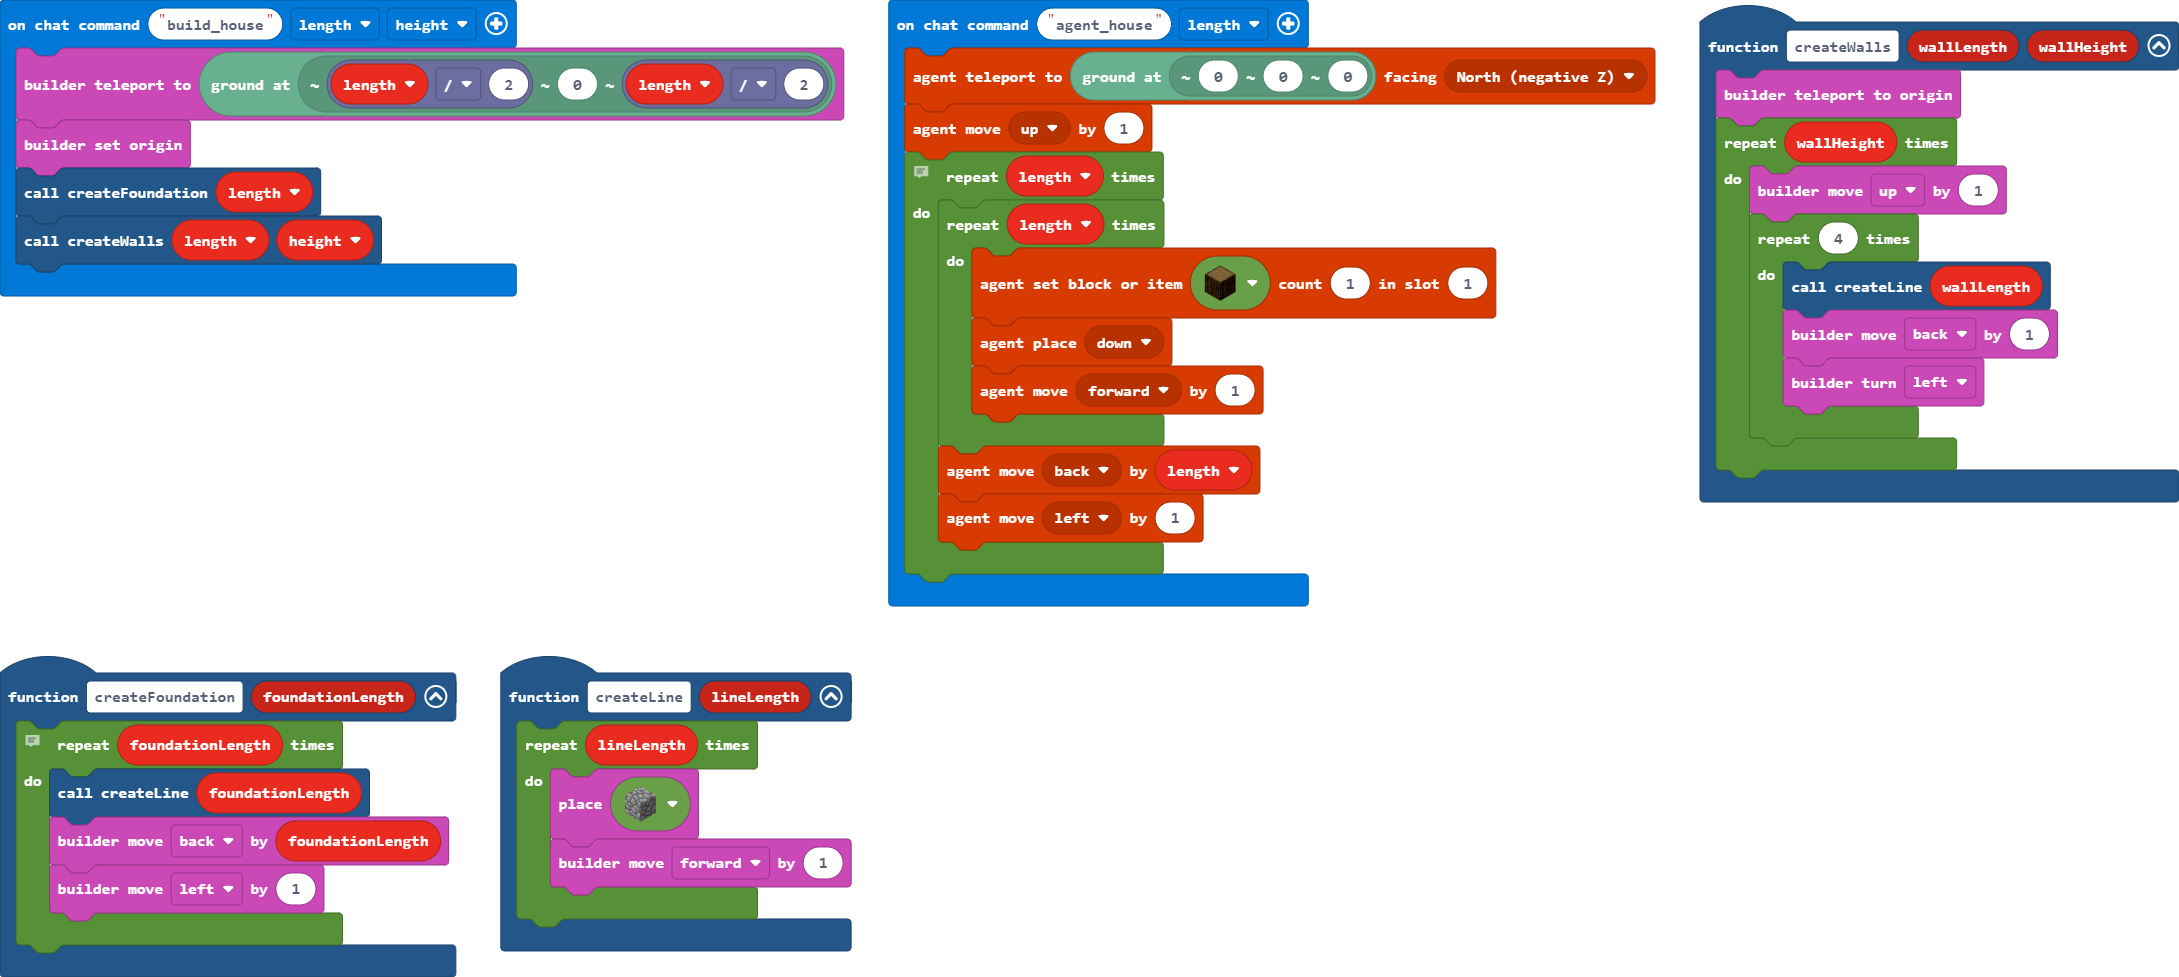 on chat command "build_house" length height
builder teleport to ground at ~ length / 2 ~ 0 ~ length / 2
builder set origin
call createFoundation length
call createWalls length height
on chat command "agent_house" length
agent teleport to ground at ~ 0 ~ 0 ~ 0 facing North (negative Z)
agent move up by 1
repeat length times
do
repeat length times
do
agent set block or item count 1 in slot 1
agent place down
agent move forward by 1
agent move back by length
agent move left by 1
function createWalls wallLength wallHeight
builder teleport to origin
repeat wallHeight times
do
builder move up by 1
repeat 4 times
do
call createLine wallLength
builder move back by 1
builder turn left
function createFoundation foundationLength
repeat foundationLength times
do
call createLine foundationLength
builder move back by foundationLength
builder move left by 1
function createLine lineLength
repeat lineLength times
do
place
builder move forward by 1